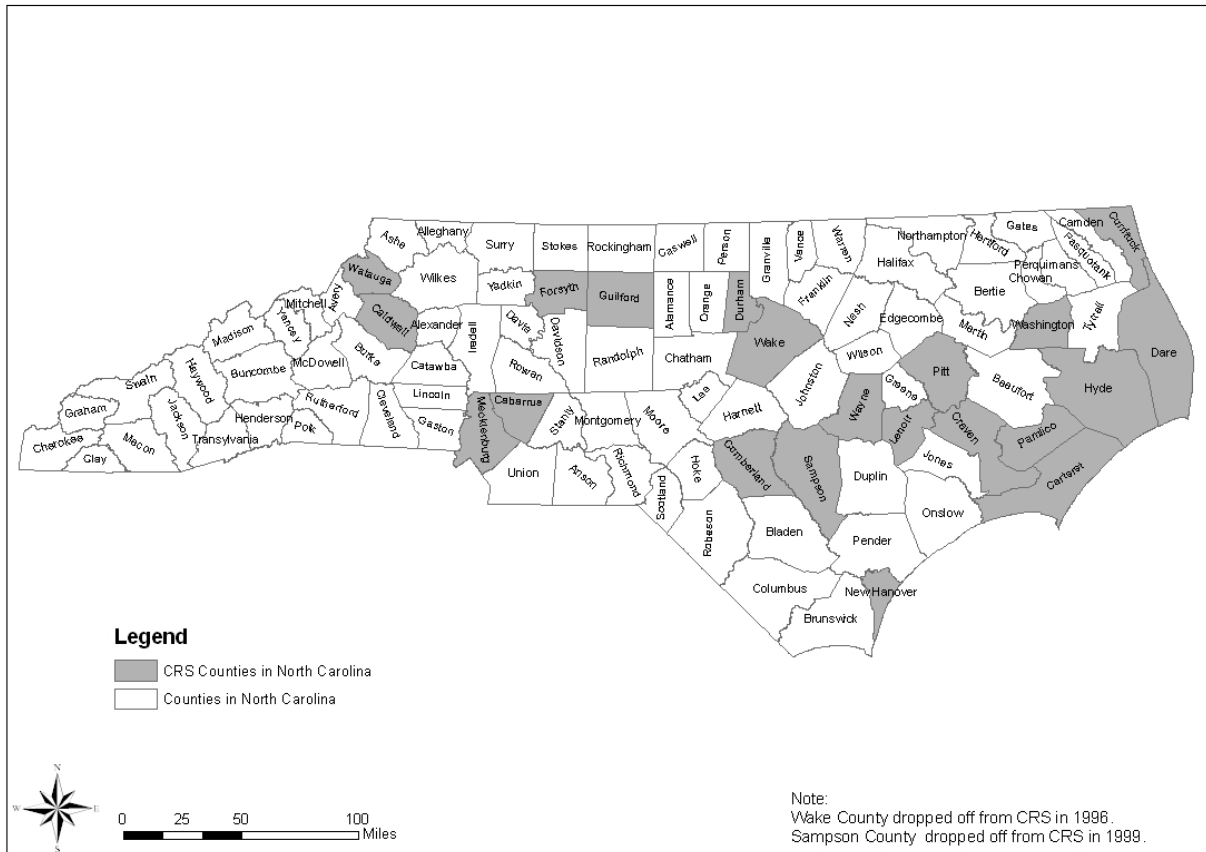 Currituck
Camden
Gates
Pasquotank
Hertford
Northampton
Perquimans
Chowan
Alleghany
Ashe
Surry
Stokes
Rockingham
Caswell
Person
Granville
Vance
Warren
Halifax
Bertie
Watauga
Wilkes
Yadkin
Forsyth
Guilford
Alamance
Orange
Durham
Franklin
Nash
Edgecombe
Martin
Washington
Tyrrell
Dare
Mitchell
Avery
Caldwell
Alexander
Iredell
Davie
Davidson
Randolph
Chatham
Wake
Wilson
Pitt
Beaufort
Hyde
Madison
Yancey
McDowell
Burke
Catawba
Rowan
Johnston
Greene
Wayne
Lenoir
Craven
Pamlico
Carteret
Swain
Haywood
Buncombe
Rutherford
Cleveland
Lincoln
Gaston
Mecklenburg
Cabarrus
Stanly
Montgomery
Moore
Lee
Harnett
Graham
Cherokee
Clay
Macon
Jackson
Transylvania
Henderson
Polk
Union
Anson
Richmond
Scotland
Hoke
Cumberland
Sampson
Duplin
Jones
Onslow
Robeson
Bladen
Pender
Columbus
Brunswick
New Hanover
Legend
CRS Counties in North Carolina
Counties in North Carolina
N
W
E
S
0 25 50 100
Miles
Note:
Wake County dropped off from CRS in 1996.
Sampson County dropped off from CRS in 1999.